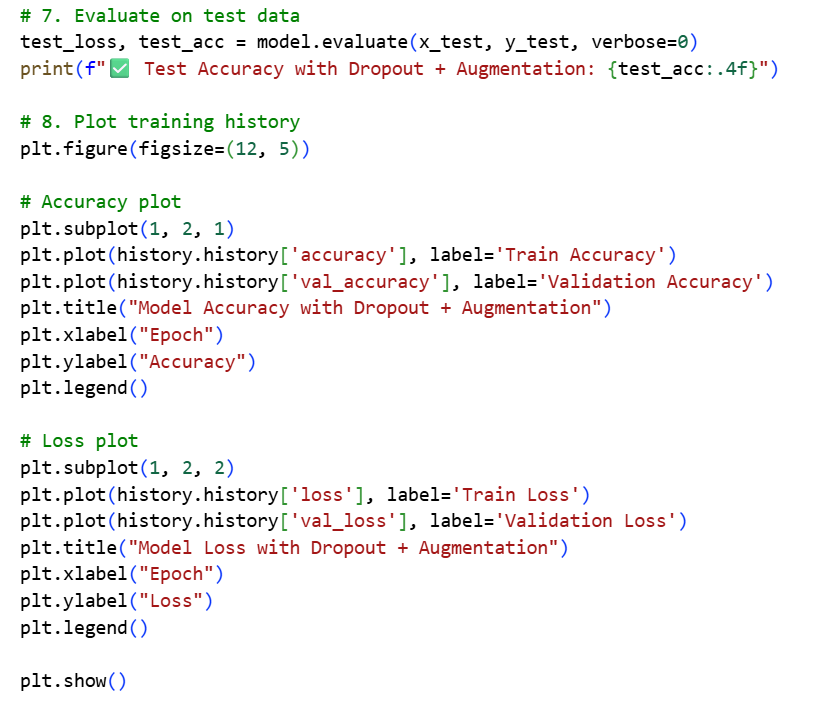 # 7. Evaluate on test data
test_loss, test_acc = model.evaluate(x_test, y_test, verbose=0)
print(f"✅ Test Accuracy with Dropout + Augmentation: {test_acc:.4f}")
# 8. Plot training history
plt.figure(figsize=(12, 5))
# Accuracy plot
plt.subplot(1, 2, 1)
plt.plot(history.history['accuracy'], label='Train Accuracy')
plt.plot(history.history['val_accuracy'], label='Validation Accuracy')
plt.title("Model Accuracy with Dropout + Augmentation")
plt.xlabel("Epoch")
plt.ylabel("Accuracy")
plt.legend()
# Loss plot
plt.subplot(1, 2, 2)
plt.plot(history.history['loss'], label='Train Loss')
plt.plot(history.history['val_loss'], label='Validation Loss')
plt.title("Model Loss with Dropout + Augmentation")
plt.xlabel("Epoch")
plt.ylabel("Loss")
plt.legend()
plt.show()